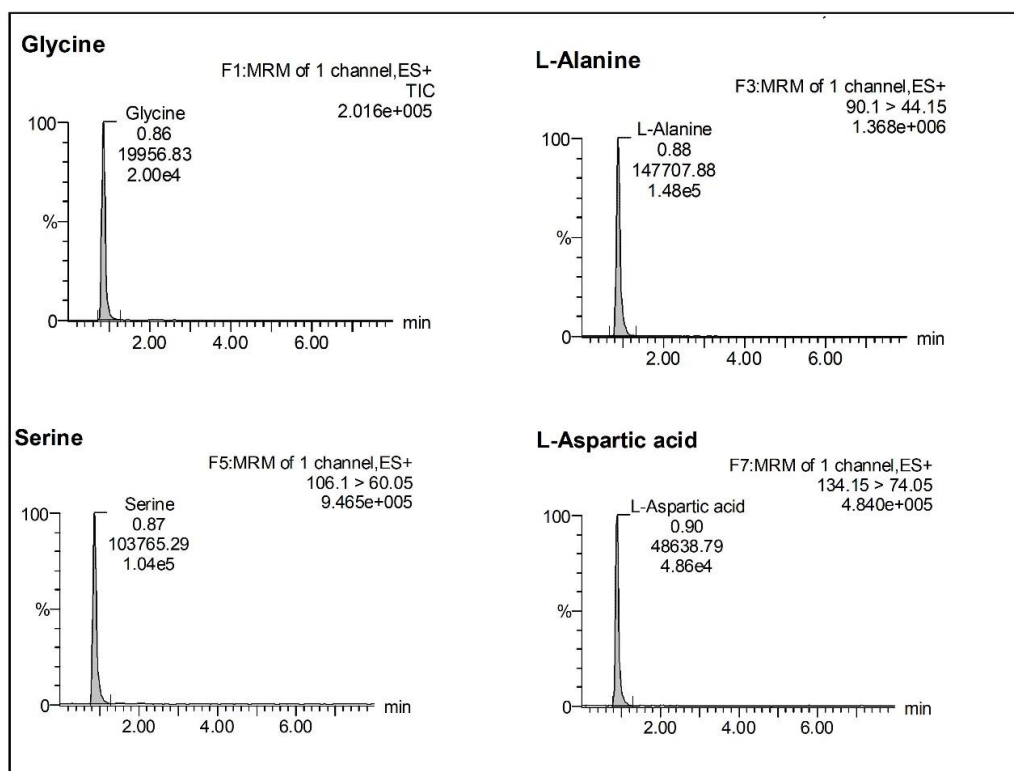 Glycine
F1:MRM of 1 channel,ES+
TIC
2.016e+005
100
Glycine
0.86
19956.83
2.00e4
%
0
2.00 4.00 6.00
min
L-Alanine
F3:MRM of 1 channel,ES+
90.1 > 44.15
1.368e+006
100
L-Alanine
0.88
147707.88
1.48e5
%
0
2.00 4.00 6.00
min
Serine
F5:MRM of 1 channel,ES+
106.1 > 60.05
9.465e+005
100
Serine
0.87
103765.29
1.04e5
%
0
2.00 4.00 6.00
min
L-Aspartic acid
F7:MRM of 1 channel,ES+
134.15 > 74.05
4.840e+005
100
L-Aspartic acid
0.90
48638.79
4.86e4
%
0
2.00 4.00 6.00
min